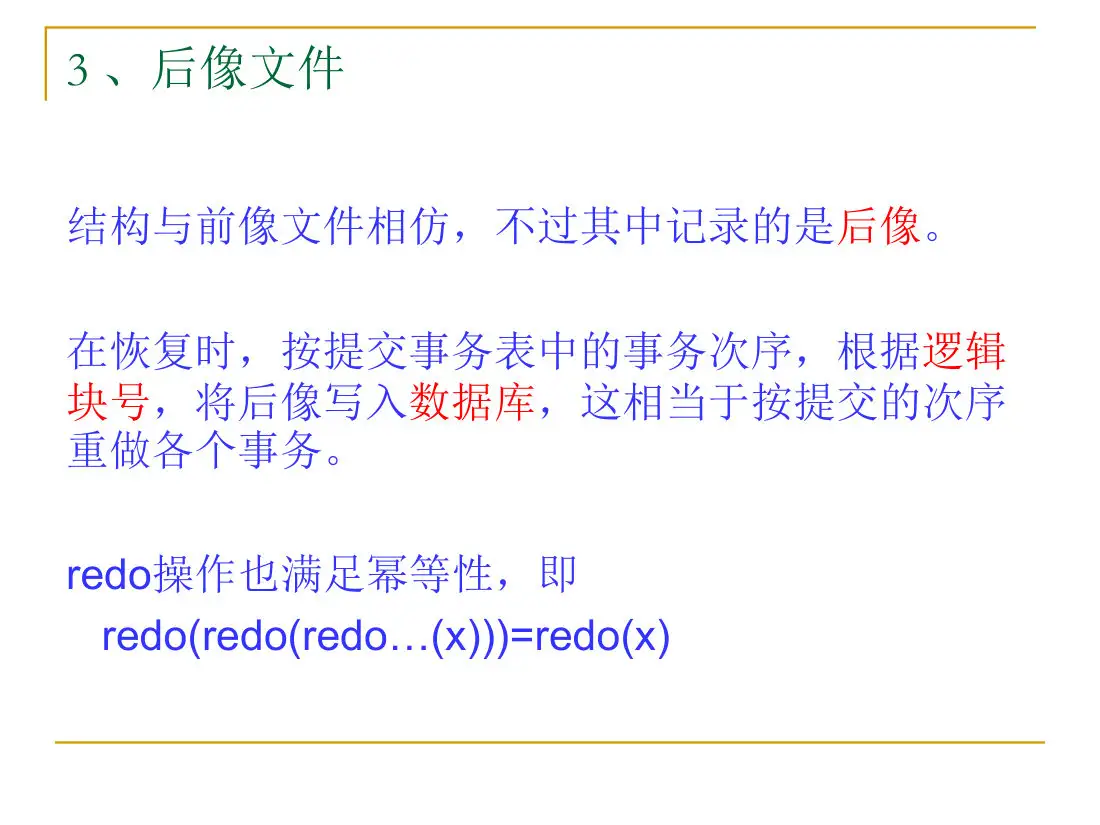 3 、后像文件
结构与前像文件相仿，不过其中记录的是后像。
在恢复时，按提交事务表中的事务次序，根据逻辑
块号，将后像写入数据库，这相当于按提交的次序
重做各个事务。
redo操作也满足幂等性，即
redo(redo(redo…(x)))=redo(x)